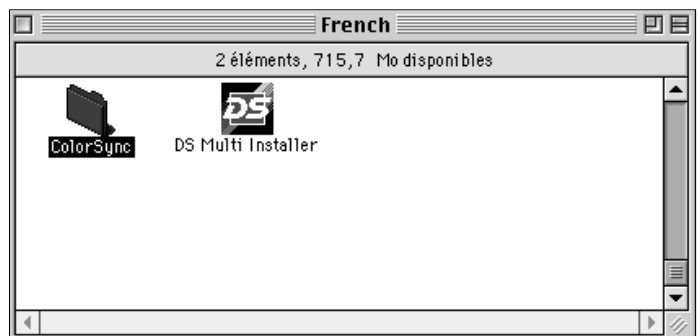 French
2 éléments, 715,7 Mo disponibles
DS
ColorSync
DS Multi Installer